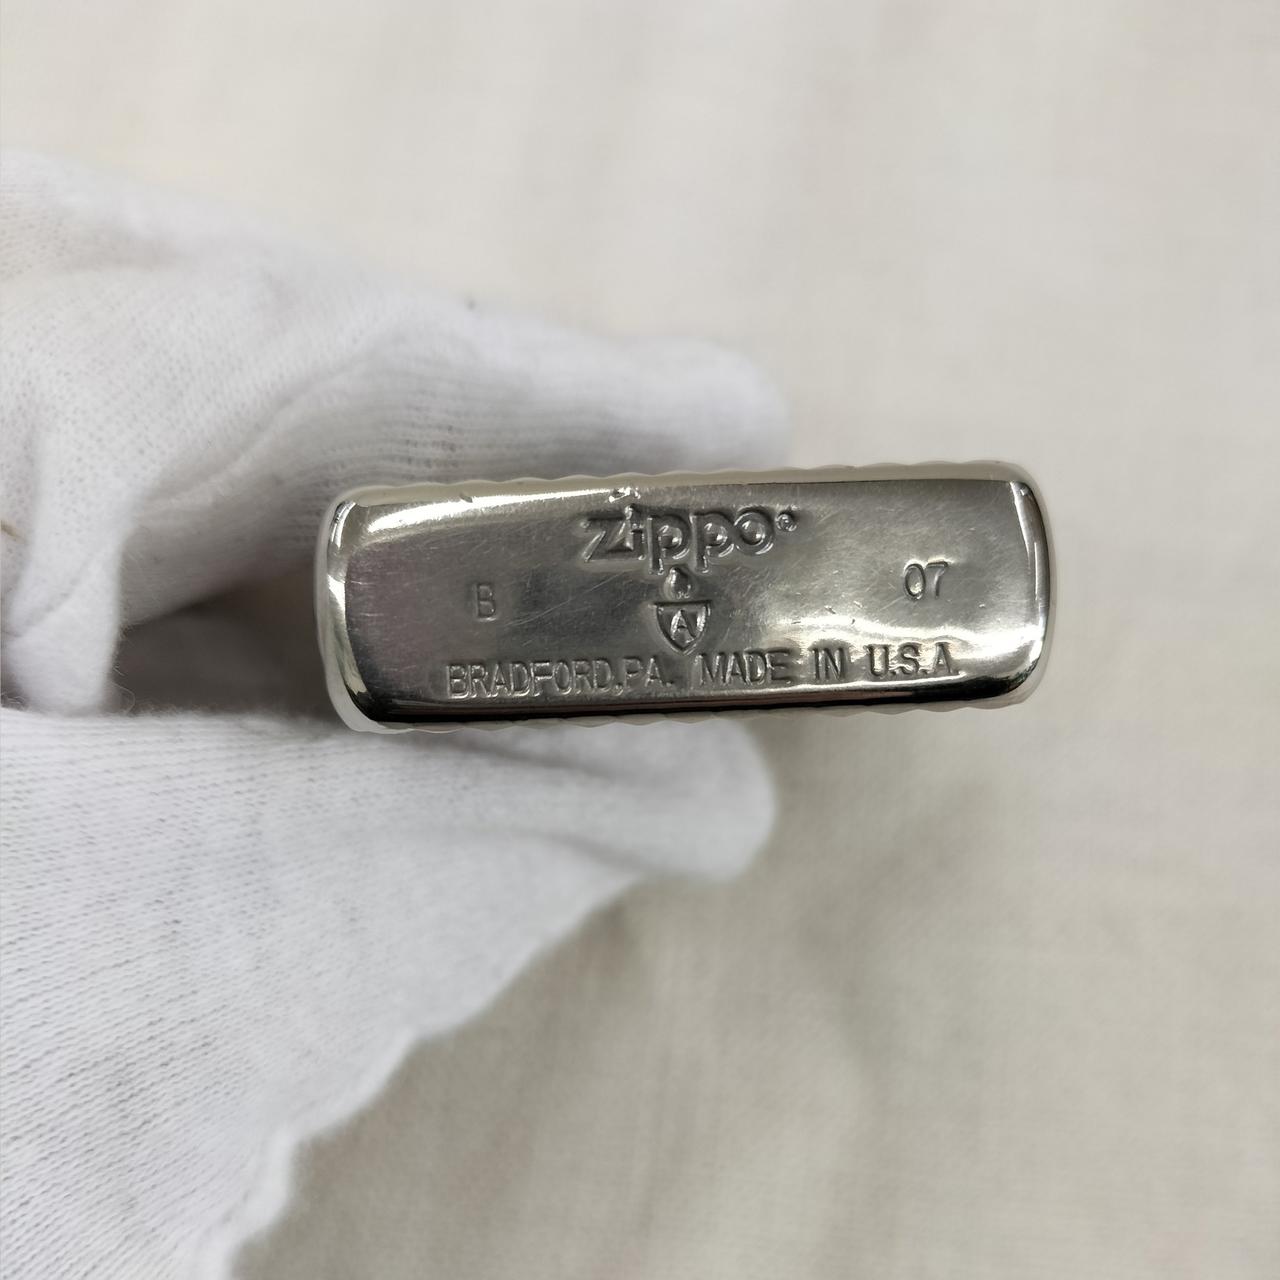 zippo®
B 07
A
BRADFORD,PA. MADE IN U.S.A.